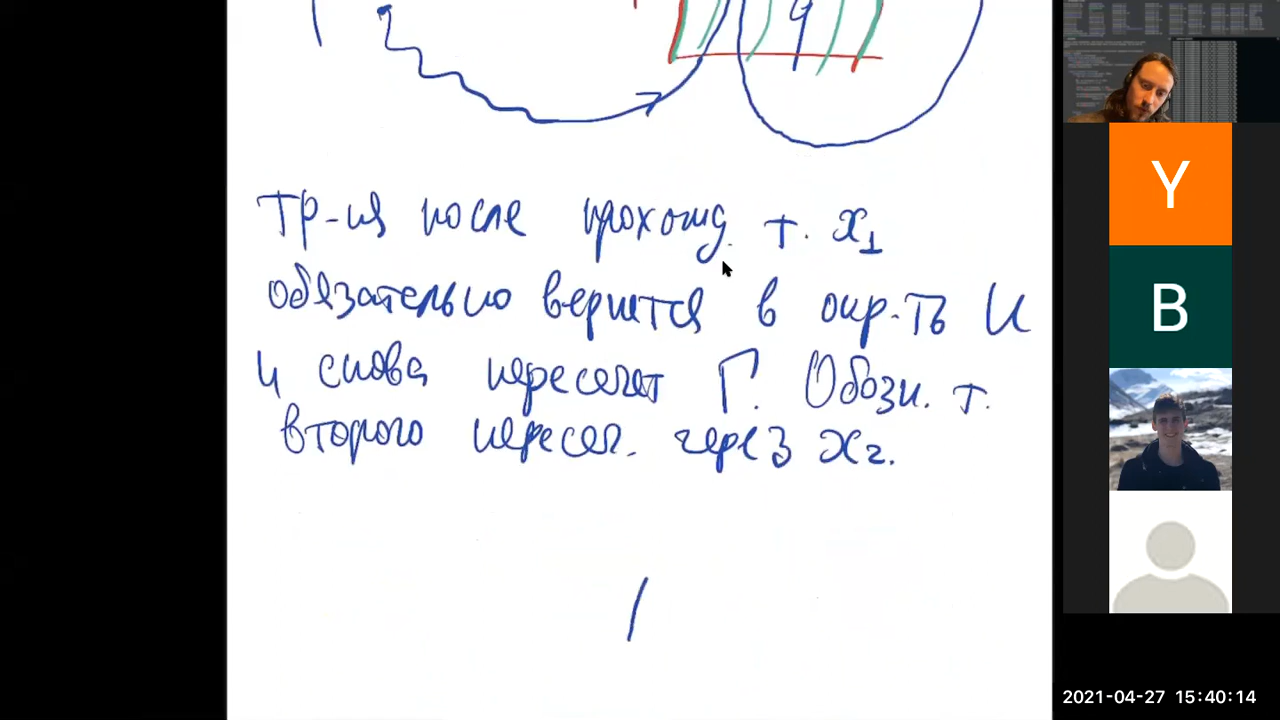 q
Тр-ия после прохожд. т. x₁
обязательно вернется в окр-ть U
и снова пересечет Г. Обозн. т.
второго пересеч. через x₂.
Y
B
2021-04-27 15:40:14